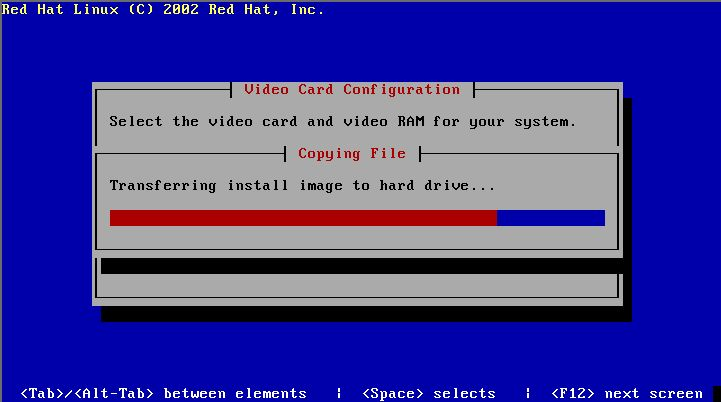 Red Hat Linux (C) 2002 Red Hat, Inc.
Video Card Configuration
Select the video card and video RAM for your system.
Copying File
Transferring install image to hard drive...
<Tab>/<Alt-Tab> between elements   |  <Space> selects   |  <F12> next screen